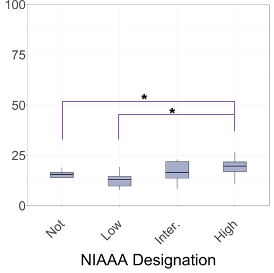 100
75
50
25
0
*
*
Not
Low
Inter.
High
NIAAA Designation